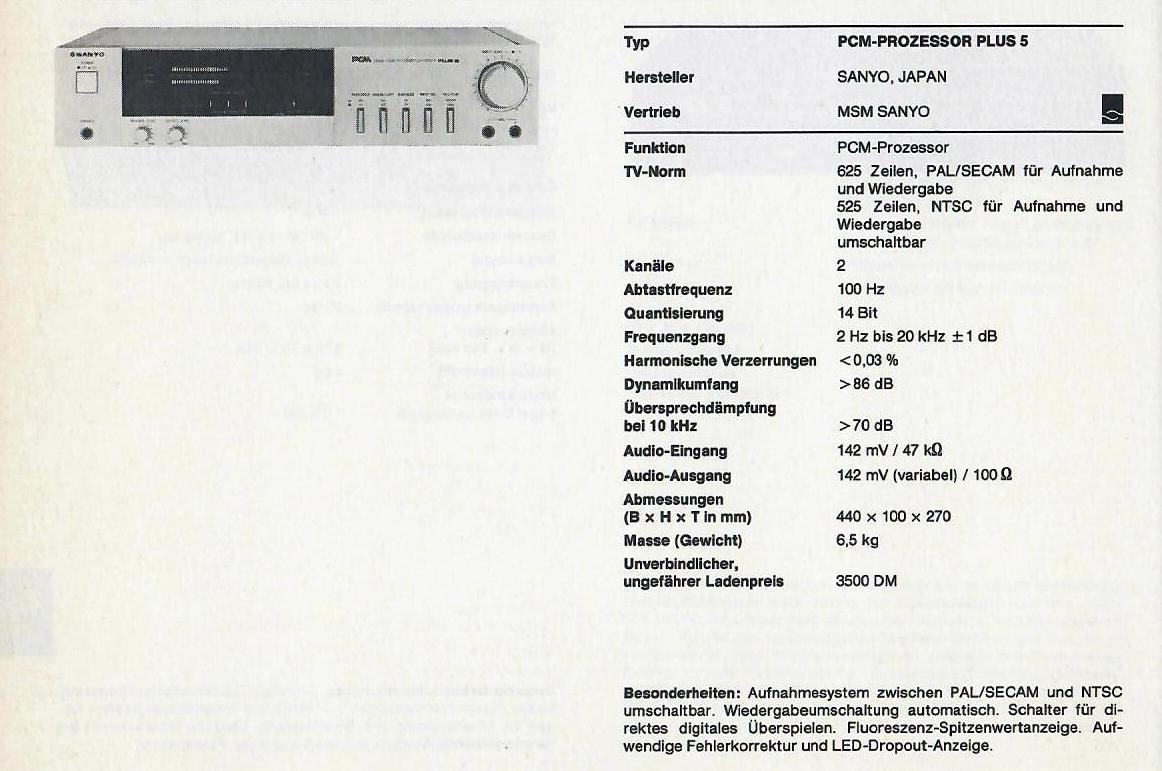 SANYO
PCM PLUS 5
Typ PCM-PROZESSOR PLUS 5
Hersteller SANYO, JAPAN
Vertrieb MSM SANYO
Funktion PCM-Prozessor
TV-Norm 625 Zeilen, PAL/SECAM für Aufnahme
und Wiedergabe
525 Zeilen, NTSC für Aufnahme und
Wiedergabe
umschaltbar
Kanäle 2
Abtastfrequenz 100 Hz
Quantisierung 14 Bit
Frequenzgang 2 Hz bis 20 kHz ±1 dB
Harmonische Verzerrungen <0,03 %
Dynamikumfang >86 dB
Übersprechdämpfung
bei 10 kHz >70 dB
Audio-Eingang 142 mV / 47 kΩ
Audio-Ausgang 142 mV (variabel) / 100 Ω
Abmessungen
(B x H x T in mm) 440 × 100 × 270
Masse (Gewicht) 6,5 kg
Unverbindlicher,
ungefährer Ladenpreis 3500 DM
Besonderheiten: Aufnahmesystem zwischen PAL/SECAM und NTSC
umschaltbar. Wiedergabeumschaltung automatisch. Schalter für di-
rektes digitales Überspielen. Fluoreszenz-Spitzenwertanzeige. Auf-
wendige Fehlerkorrektur und LED-Dropout-Anzeige.